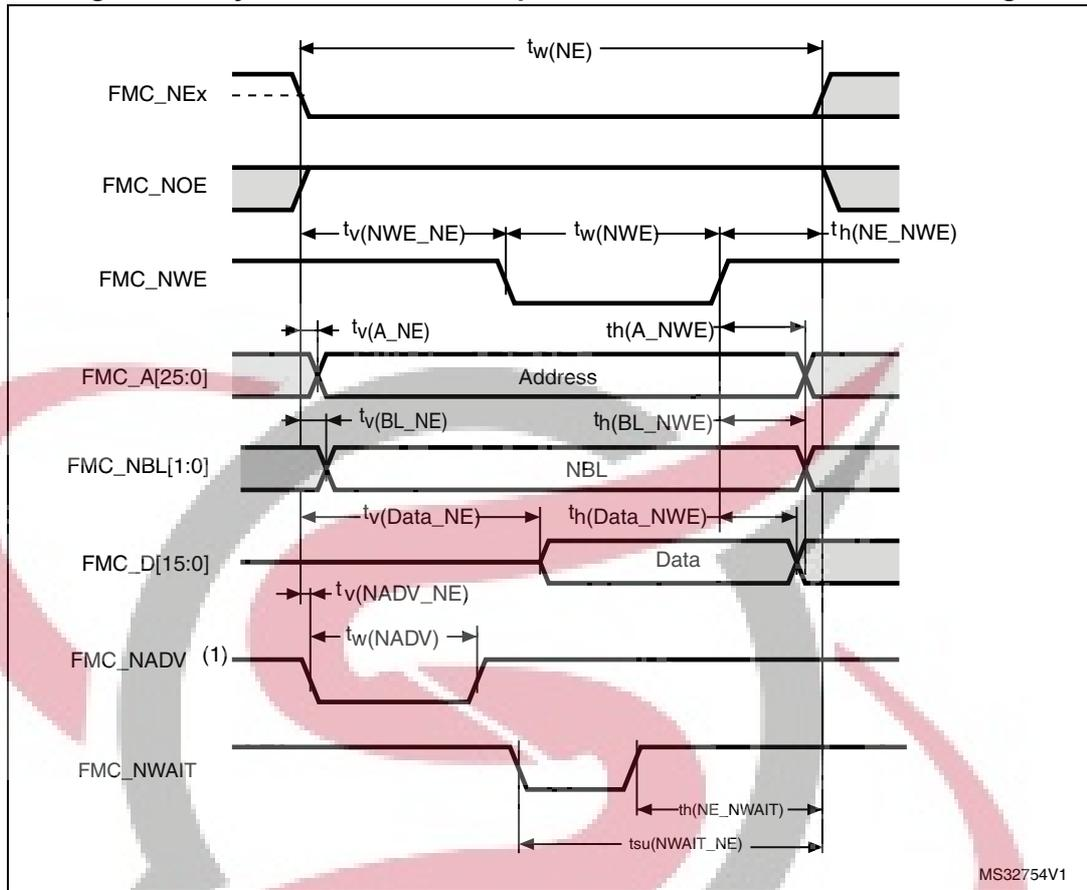 tw(NE)
FMC_NEx
FMC_NOE
tv(NWE_NE) tw(NWE) th(NE_NWE)
FMC_NWE
tv(A_NE) th(A_NWE)
FMC_A[25:0] Address
tv(BL_NE) th(BL_NWE)
FMC_NBL[1:0] NBL
tv(Data_NE) th(Data_NWE)
FMC_D[15:0] Data
tv(NADV_NE)
tw(NADV)
FMC_NADV (1)
FMC_NWAIT
th(NE_NWAIT)
tsu(NWAIT_NE)
MS32754V1